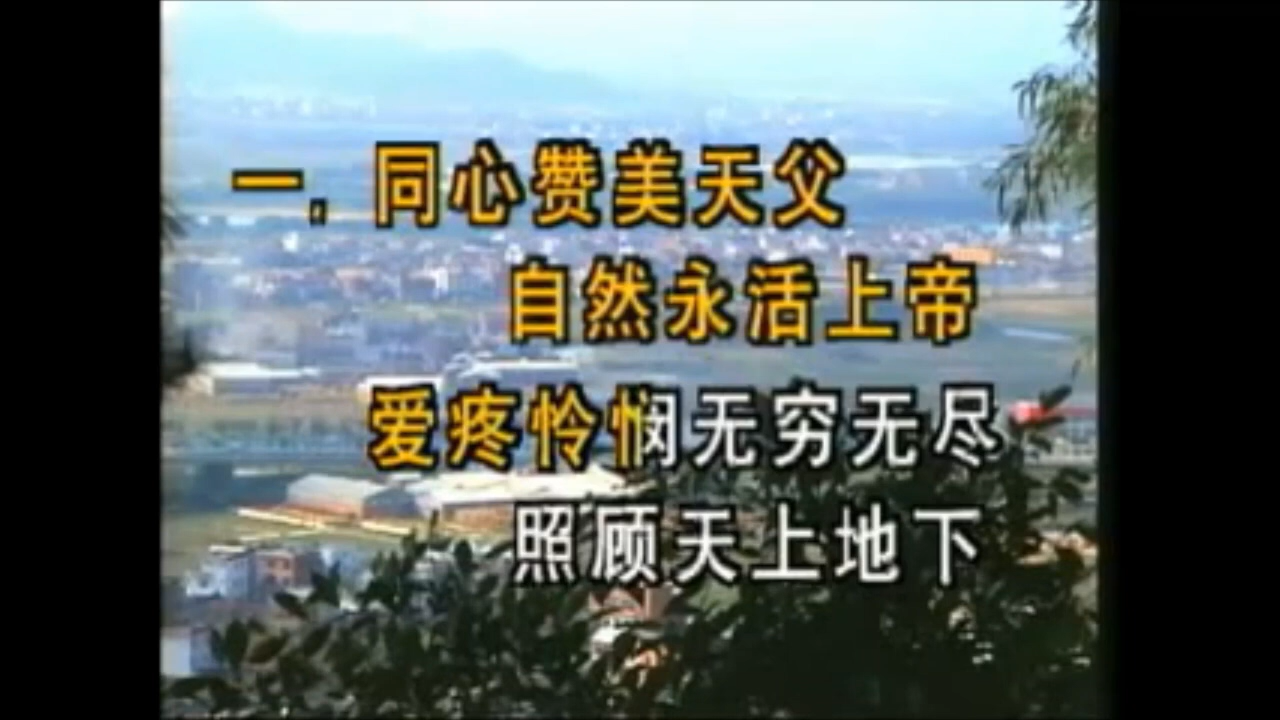 一，同心赞美天父
自然永活上帝
爱疼怜悯无穷无尽
照顾天上地下